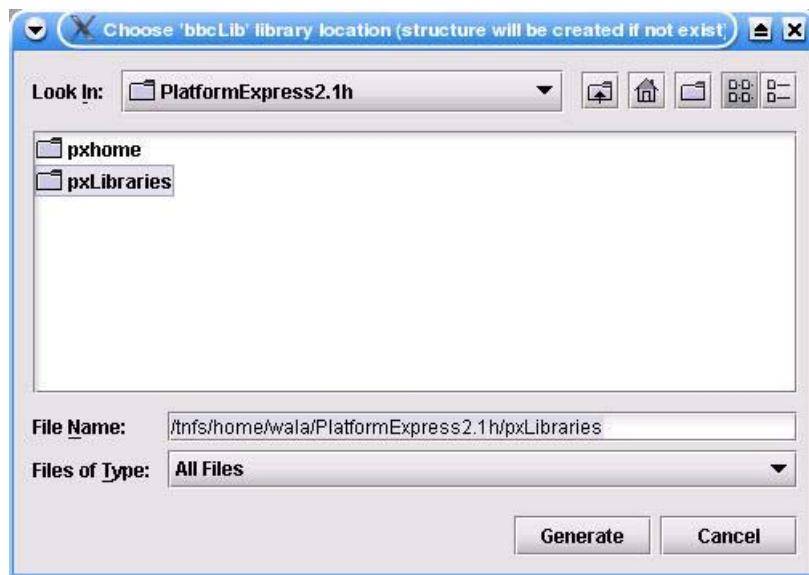 Choose 'bbcLib' library location (structure will be created if not exist)
Look In: PlatformExpress2.1h
pxhome
pxLibraries
File Name: /tnfs/home/wala/PlatformExpress2.1h/pxLibraries
Files of Type: All Files
Generate Cancel